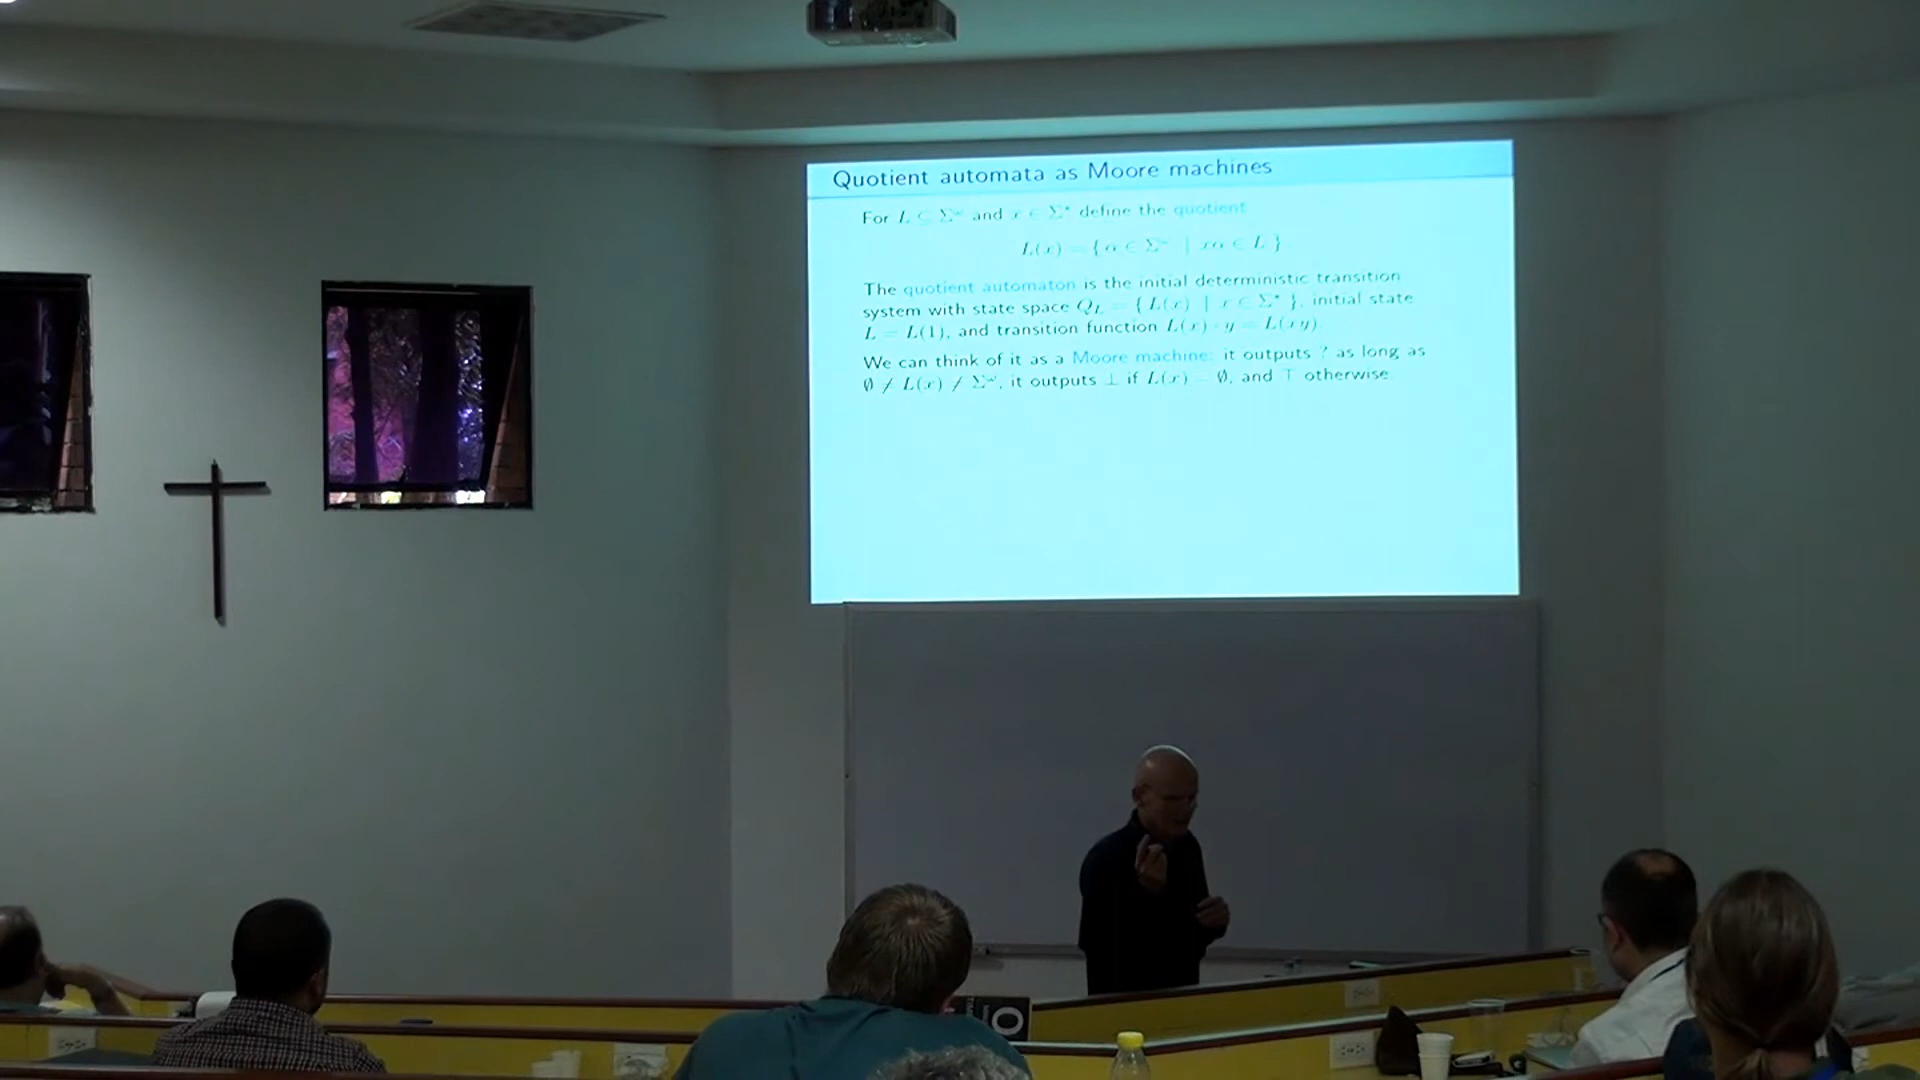 Quotient automata as Moore machines
For L ⊆ Σ^ω and x ∈ Σ* define the quotient
L(x) = { α ∈ Σ^ω | xα ∈ L }.
The quotient automaton is the initial deterministic transition
system with state space Q_L = { L(x) | x ∈ Σ* }, initial state
L = L(1), and transition function L(x) · y = L(xy).
We can think of it as a Moore machine: it outputs ? as long as
∅ ≠ L(x) ≠ Σ^ω, it outputs ⊥ if L(x) = ∅, and ⊤ otherwise.